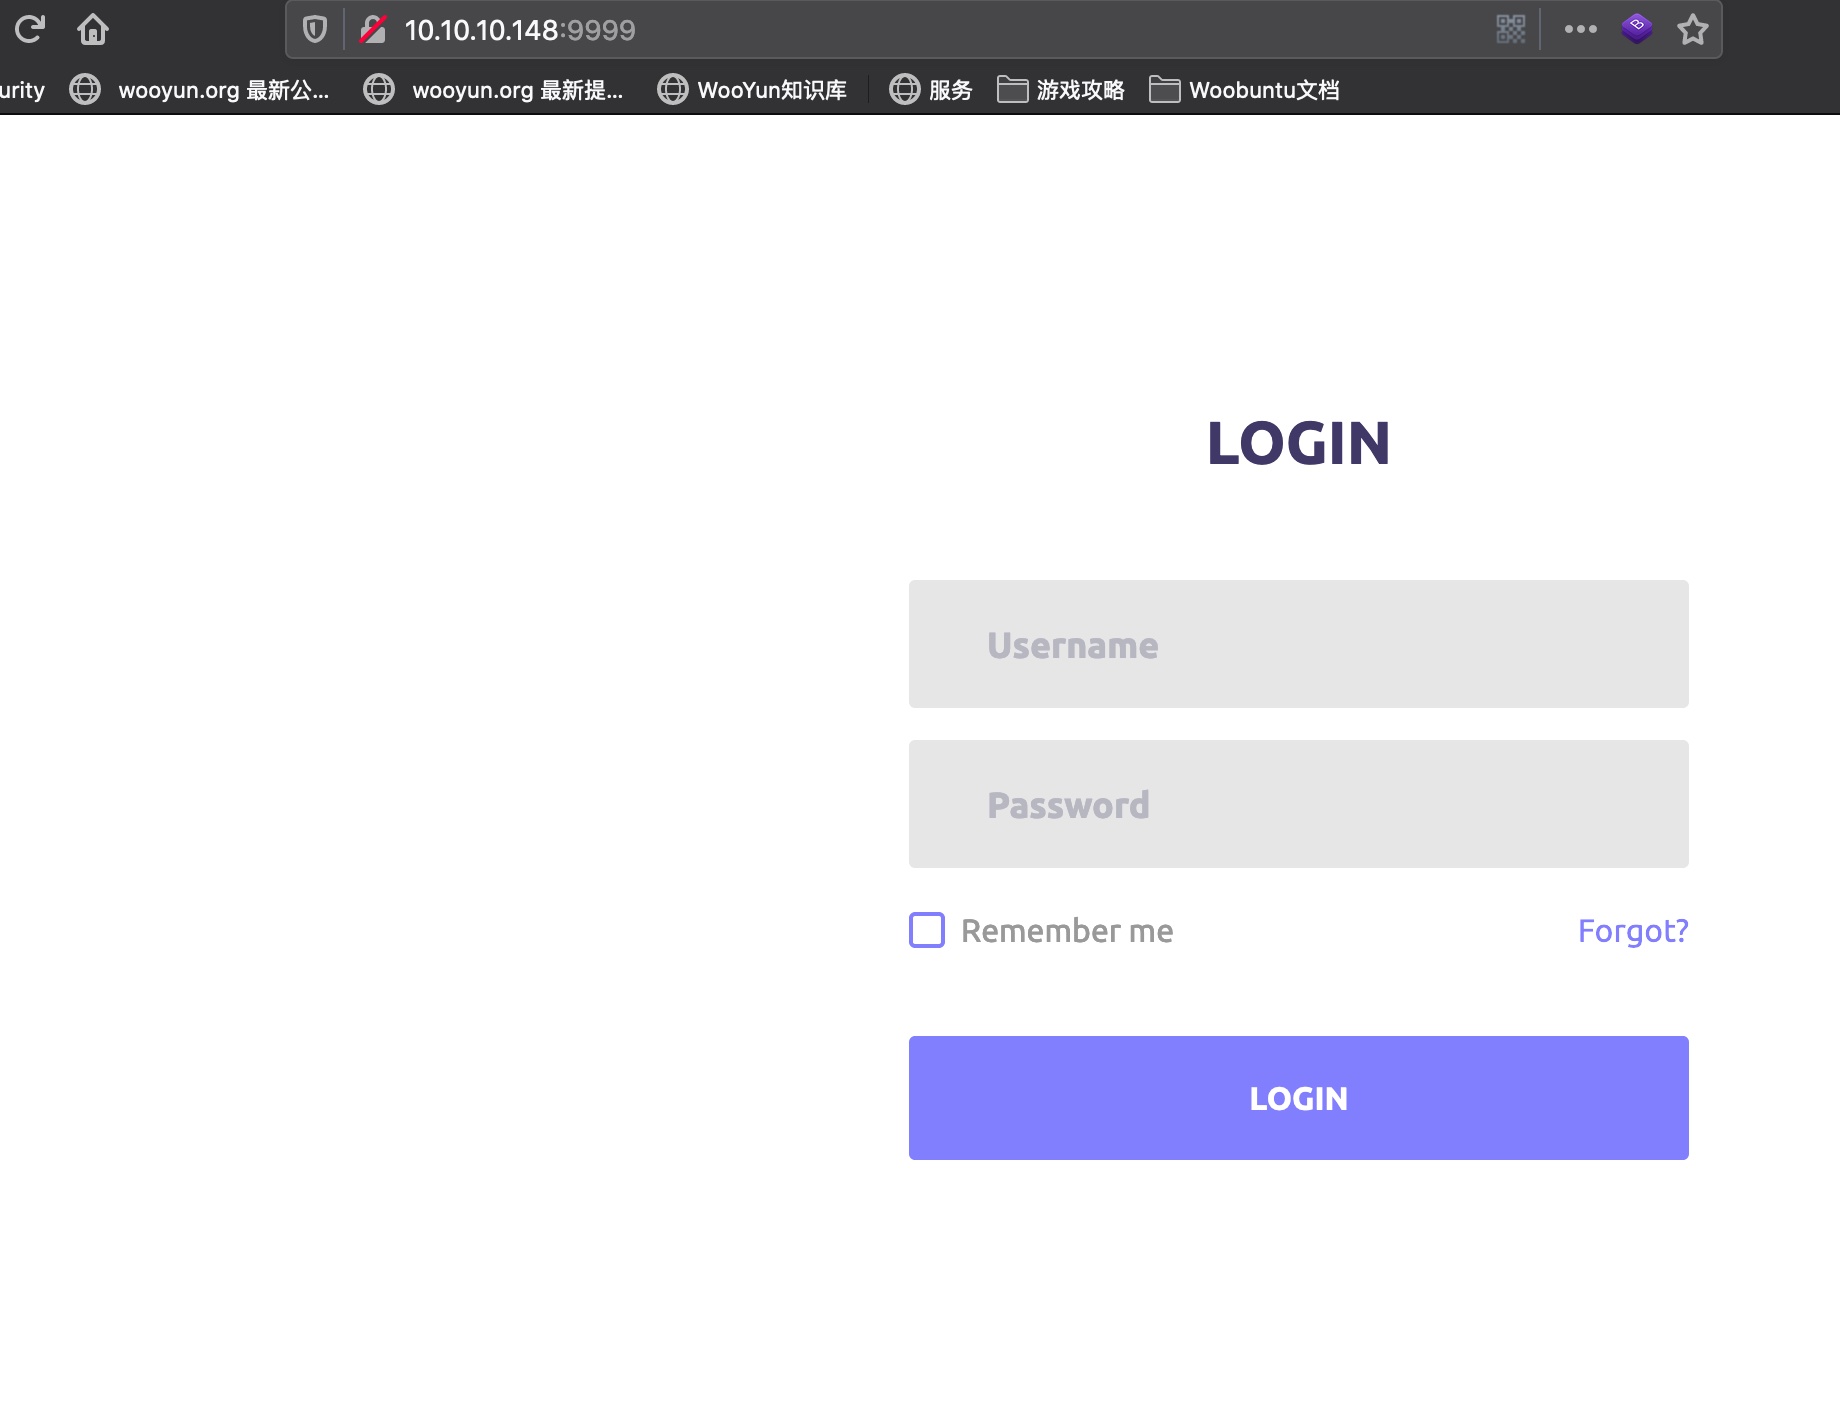 10.10.10.148:9999
urity wooyun.org 最新公... wooyun.org 最新提... WooYun知识库 服务 游戏攻略 Woobuntu文档
LOGIN
Username
Password
Remember me Forgot?
LOGIN